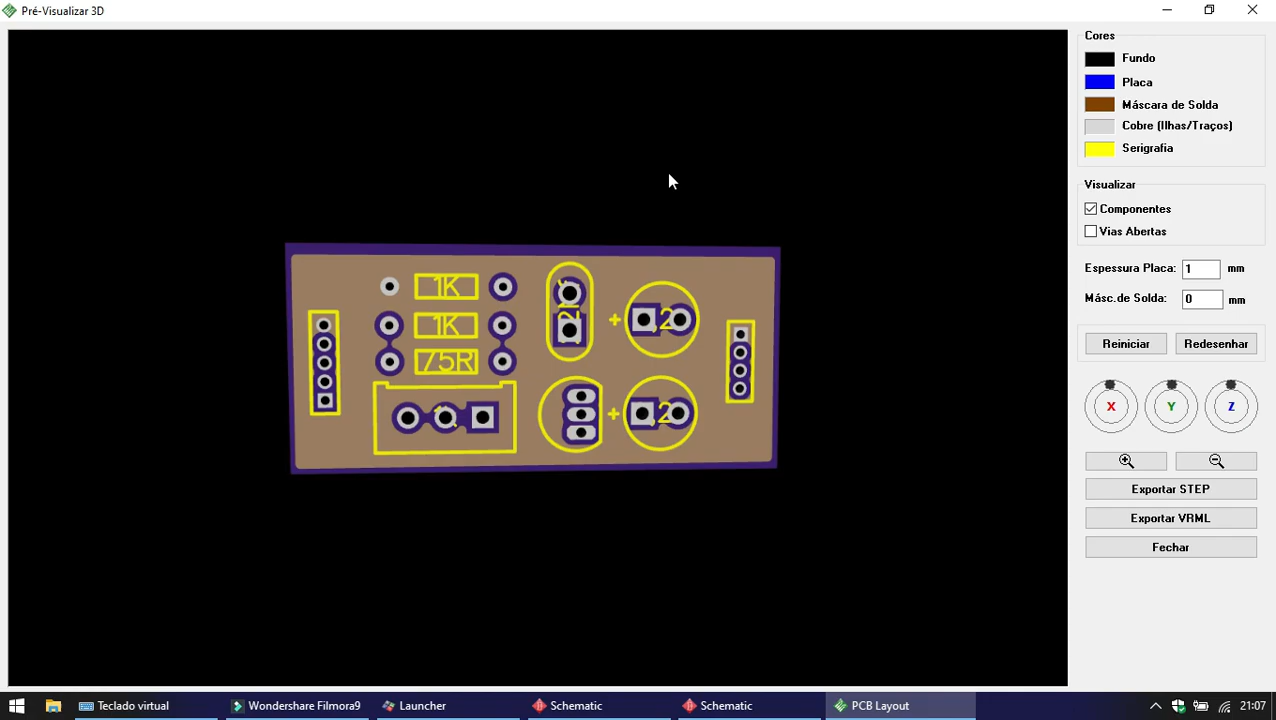 Pré-Visualizar 3D
Cores
Fundo
Placa
Máscara de Solda
Cobre (Ilhas/Traços)
Serigrafia
Visualizar
Componentes
Vias Abertas
Espessura Placa: 1 mm
Másc.de Solda: 0 mm
Reiniciar Redesenhar
X Y Z
Exportar STEP
Exportar VRML
Fechar
1K
1K
75R
+
+
Teclado virtual Wondershare Filmora9 Launcher Schematic Schematic PCB Layout 21:07